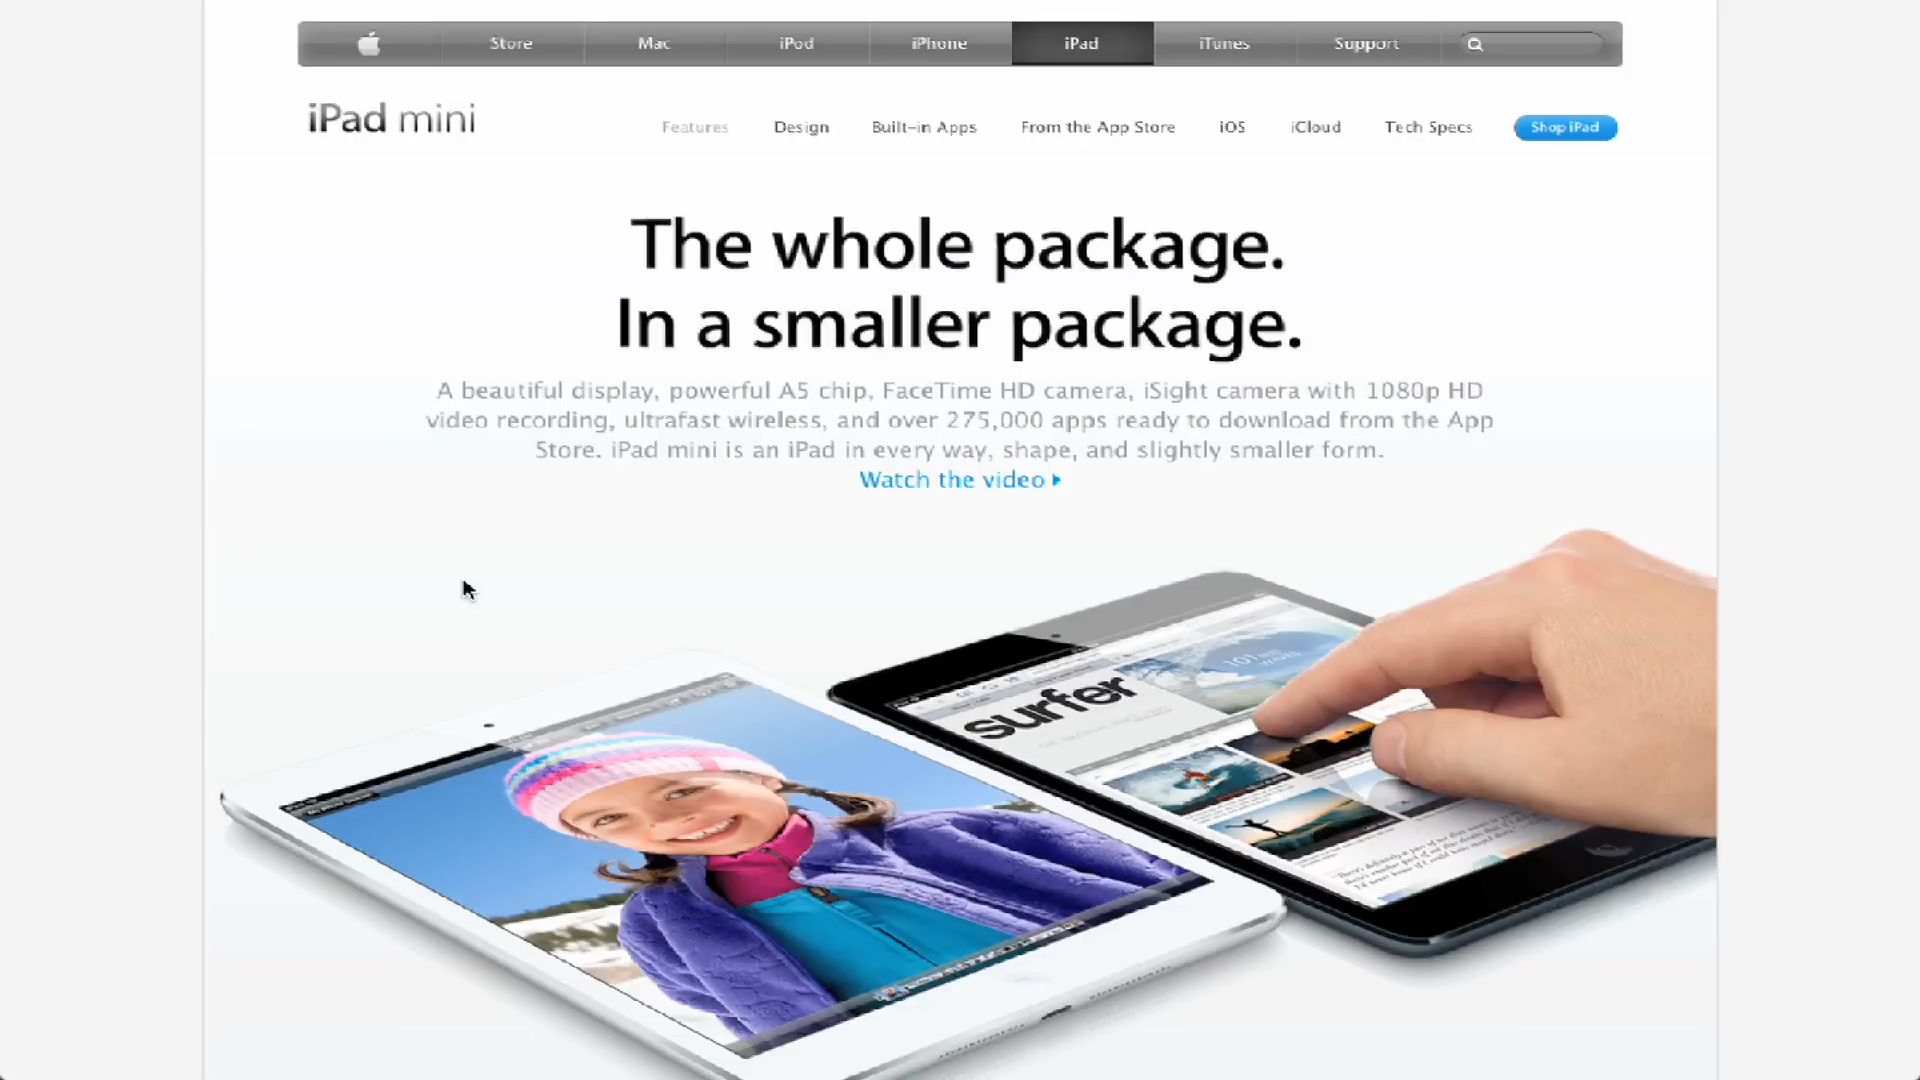 Store Mac iPod iPhone iPad iTunes Support
iPad mini
Features Design Built-in Apps From the App Store iOS iCloud Tech Specs Shop iPad
The whole package.
In a smaller package.
A beautiful display, powerful A5 chip, FaceTime HD camera, iSight camera with 1080p HD
video recording, ultrafast wireless, and over 275,000 apps ready to download from the App
Store. iPad mini is an iPad in every way, shape, and slightly smaller form.
Watch the video
surfer